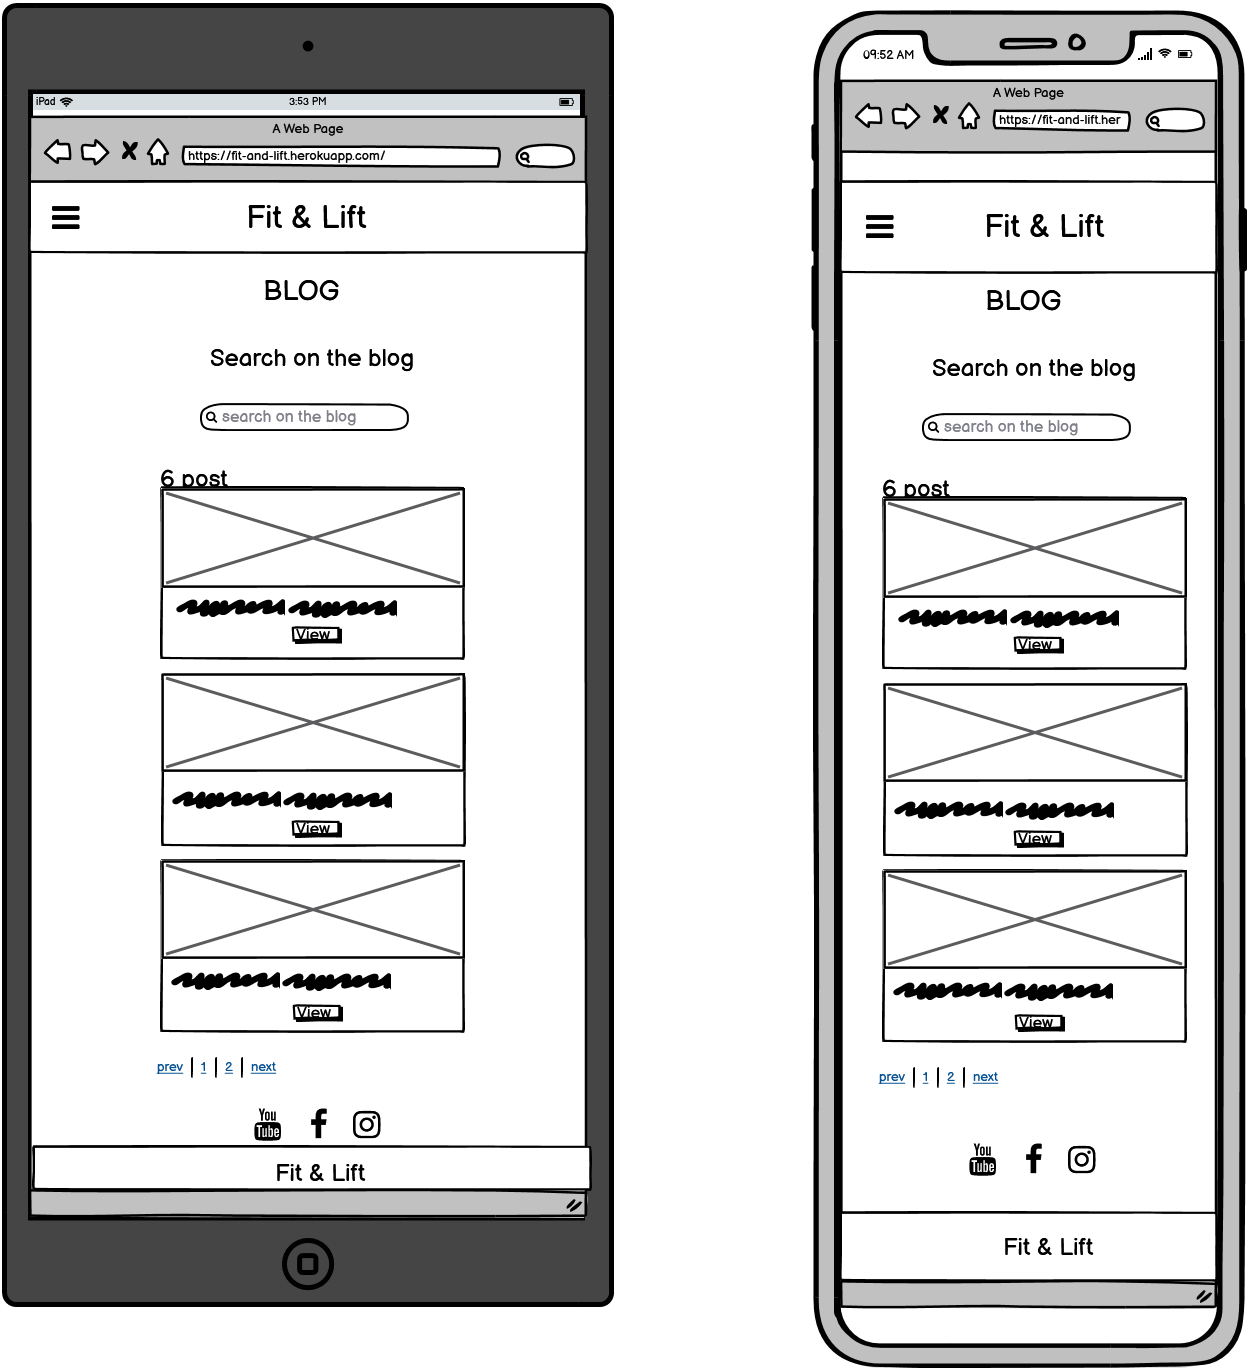 iPad 3:53 PM
A Web Page
https://fit-and-lift.herokuapp.com/
Fit & Lift
BLOG
Search on the blog
search on the blog
6 post
View
View
View
prev 1 2 next
You Tube
Fit & Lift
09:52 AM
A Web Page
https://fit-and-lift.her
Fit & Lift
BLOG
Search on the blog
search on the blog
6 post
View
View
View
prev 1 2 next
You Tube
Fit & Lift